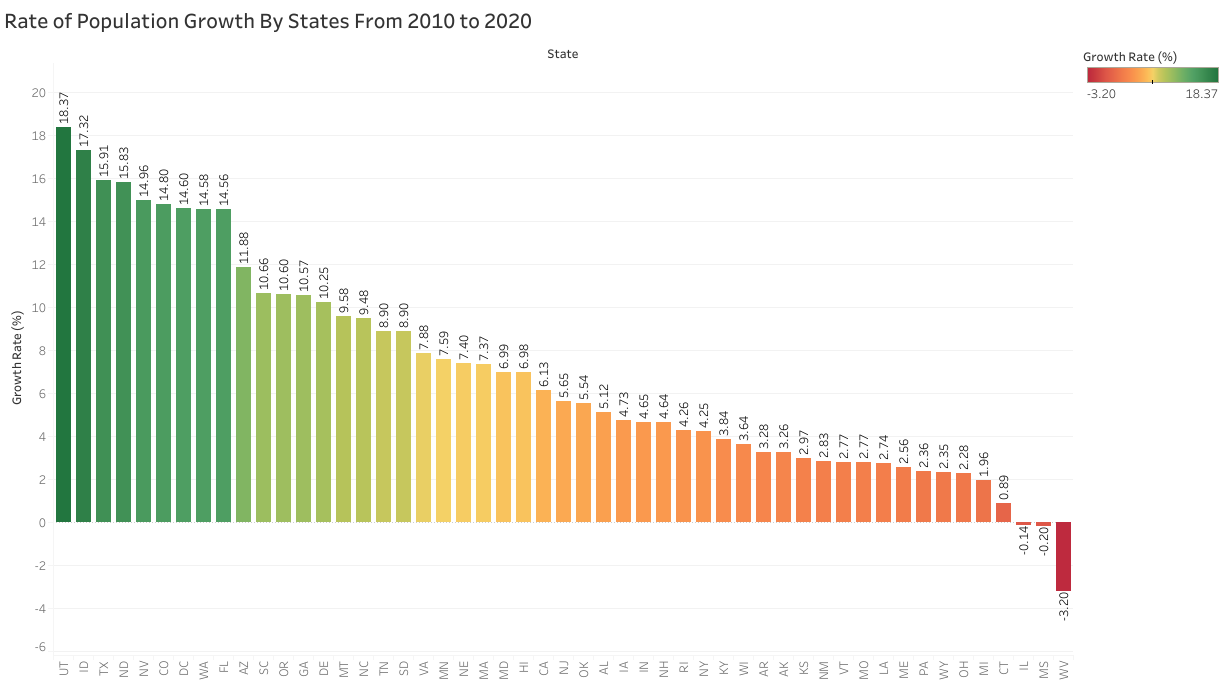 Rate of Population Growth By States From 2010 to 2020
State
Growth Rate (%)
-3.20 18.37
Growth Rate (%)
20
18
16
14
12
10
8
6
4
2
0
-2
-4
-6
18.37
17.32
15.91
15.83
14.96
14.80
14.60
14.58
14.56
11.88
10.66
10.60
10.57
10.25
9.58
9.48
8.90
8.90
7.88
7.59
7.40
7.37
6.99
6.98
6.13
5.65
5.54
5.12
4.73
4.65
4.64
4.26
4.25
3.84
3.64
3.28
3.26
2.97
2.83
2.77
2.77
2.74
2.56
2.36
2.35
2.28
1.96
0.89
-0.14
-0.20
-3.20
UT
ID
TX
ND
NV
CO
DC
WA
FL
AZ
SC
OR
GA
DE
MT
NC
TN
SD
VA
MN
NE
MA
MD
HI
CA
NJ
OK
AL
IA
IN
NH
RI
NY
KY
WI
AR
AK
KS
NM
VT
MO
LA
ME
PA
WY
OH
MI
CT
IL
MS
WV